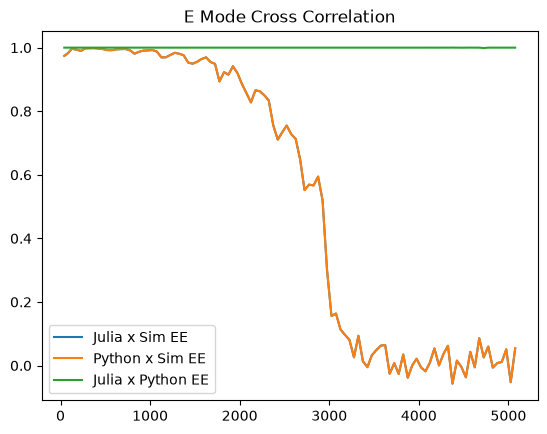 E Mode Cross Correlation
1.0
0.8
0.6
0.4
0.2
0.0
Julia x Sim EE
Python x Sim EE
Julia x Python EE
0 1000 2000 3000 4000 5000